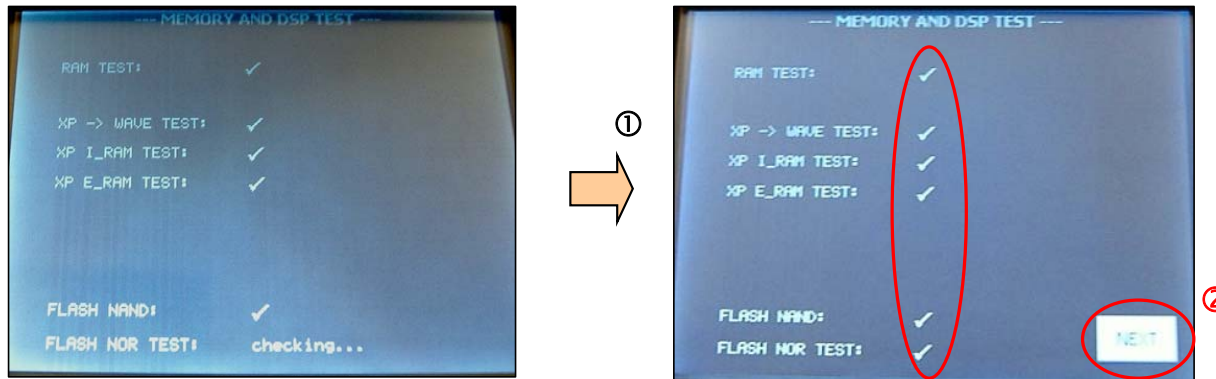 --- MEMORY AND DSP TEST ---
RAM TEST: ✓
XP -> WAVE TEST: ✓
XP I_RAM TEST: ✓
XP E_RAM TEST: ✓
FLASH NAND: ✓
FLASH NOR TEST: checking...
①
--- MEMORY AND DSP TEST ---
RAM TEST: ✓
XP -> WAVE TEST: ✓
XP I_RAM TEST: ✓
XP E_RAM TEST: ✓
FLASH NAND: ✓
FLASH NOR TEST: ✓
NEXT
②